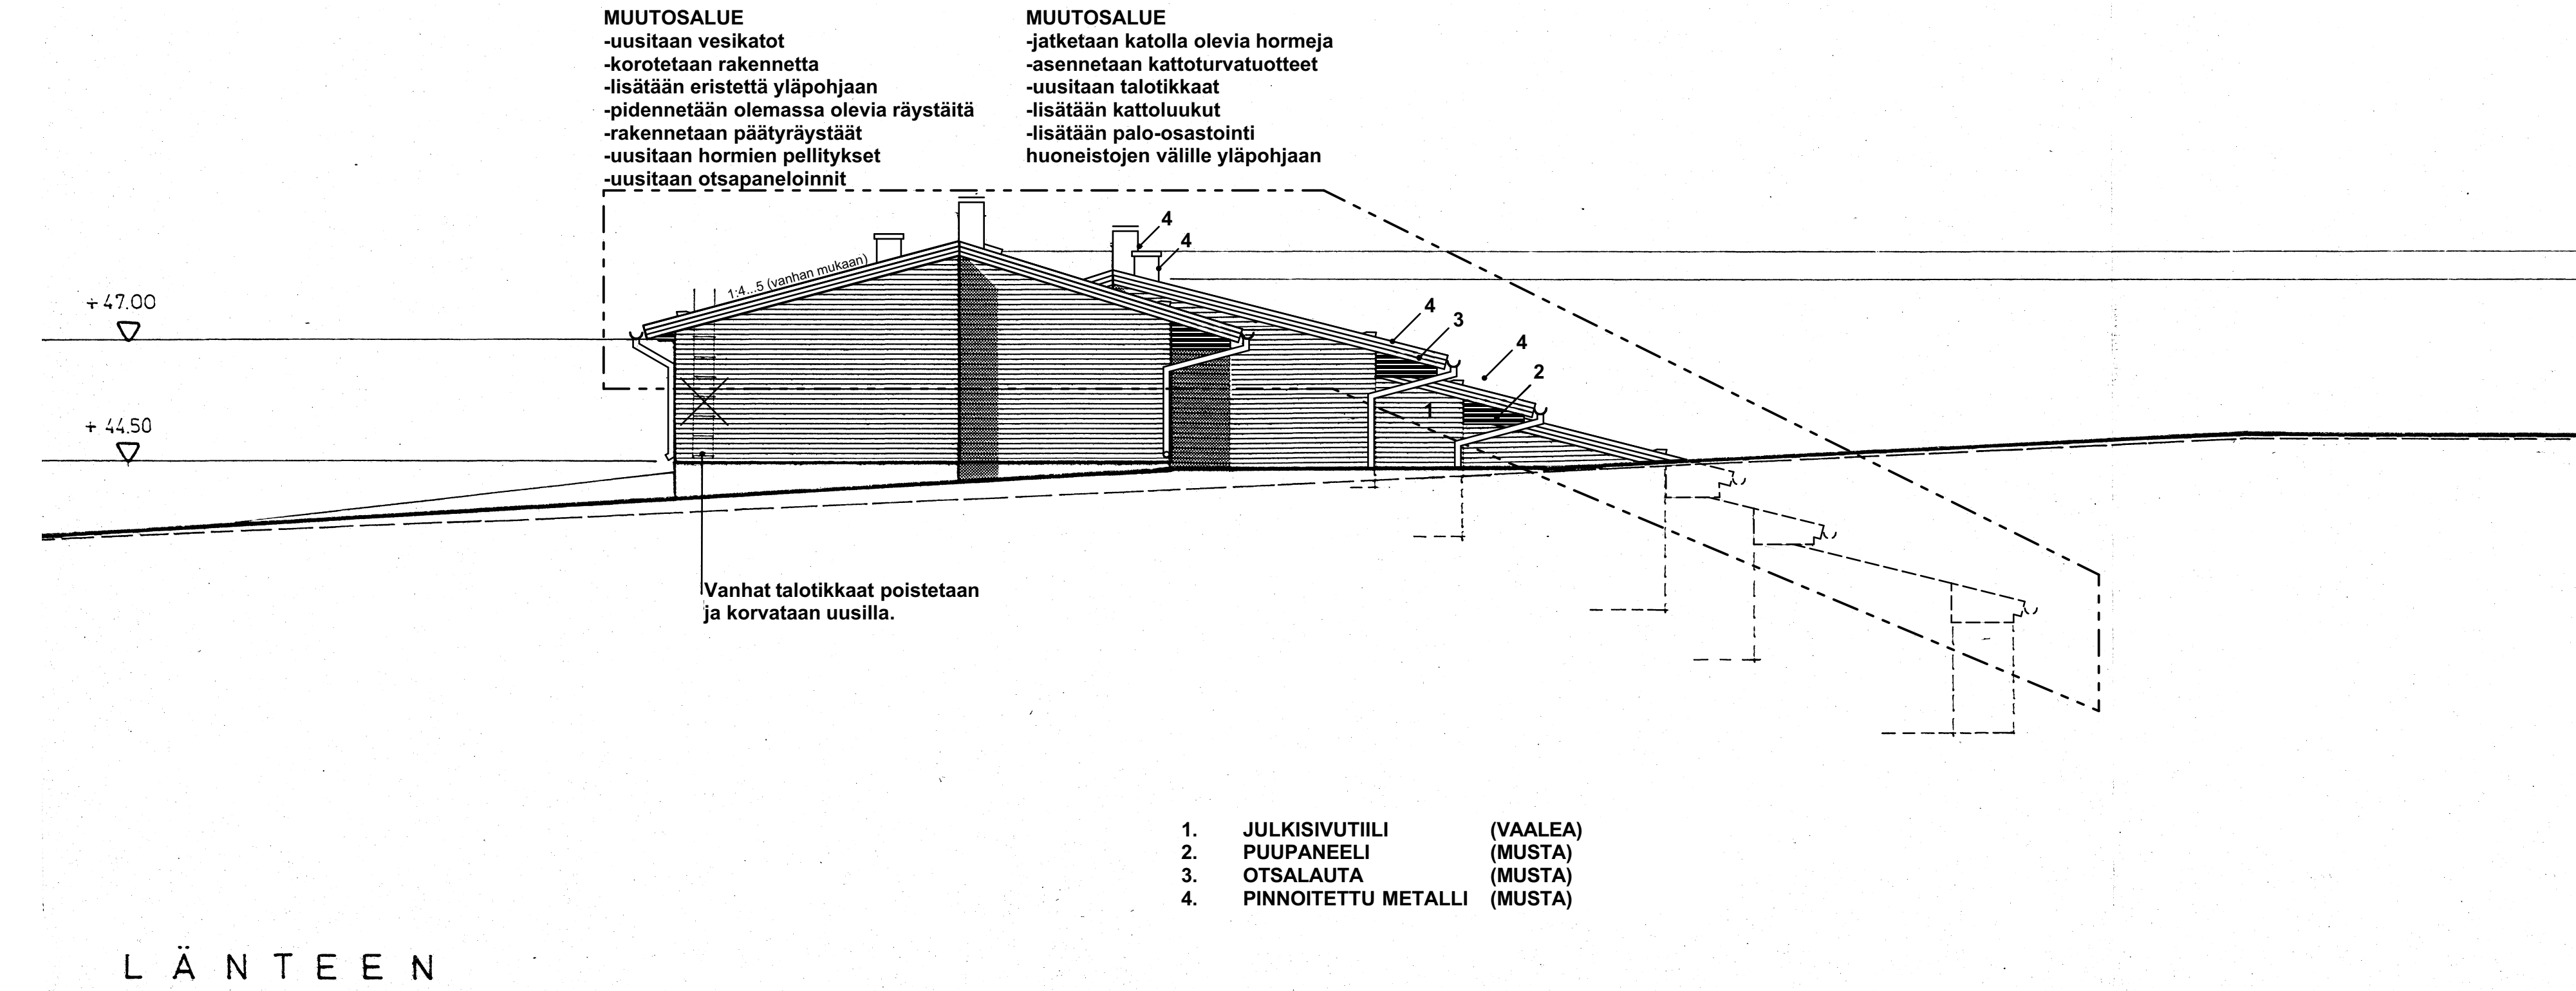 MUUTOSALUE
-uusitaan vesikatot
-korotetaan rakennetta
-lisätään eristettä yläpohjaan
-pidennetään olemassa olevia räystäitä
-rakennetaan päätyräystäät
-uusitaan hormien pellitykset
-uusitaan otsapaneloinnit
MUUTOSALUE
-jatketaan katolla olevia hormeja
-asennetaan kattoturvatuotteet
-uusitaan talotikkaat
-lisätään kattoluukut
-lisätään palo-osastointi
huoneistojen välille yläpohjaan
4
4
1:4...5 (vanhan mukaan)
+ 47.00
4
3
4
2
1
+ 44.50
Vanhat talotikkaat poistetaan
ja korvataan uusilla.
1. JULKISIVUTIILI (VAALEA)
2. PUUPANEELI (MUSTA)
3. OTSALAUTA (MUSTA)
4. PINNOITETTU METALLI (MUSTA)
LÄNTEEN